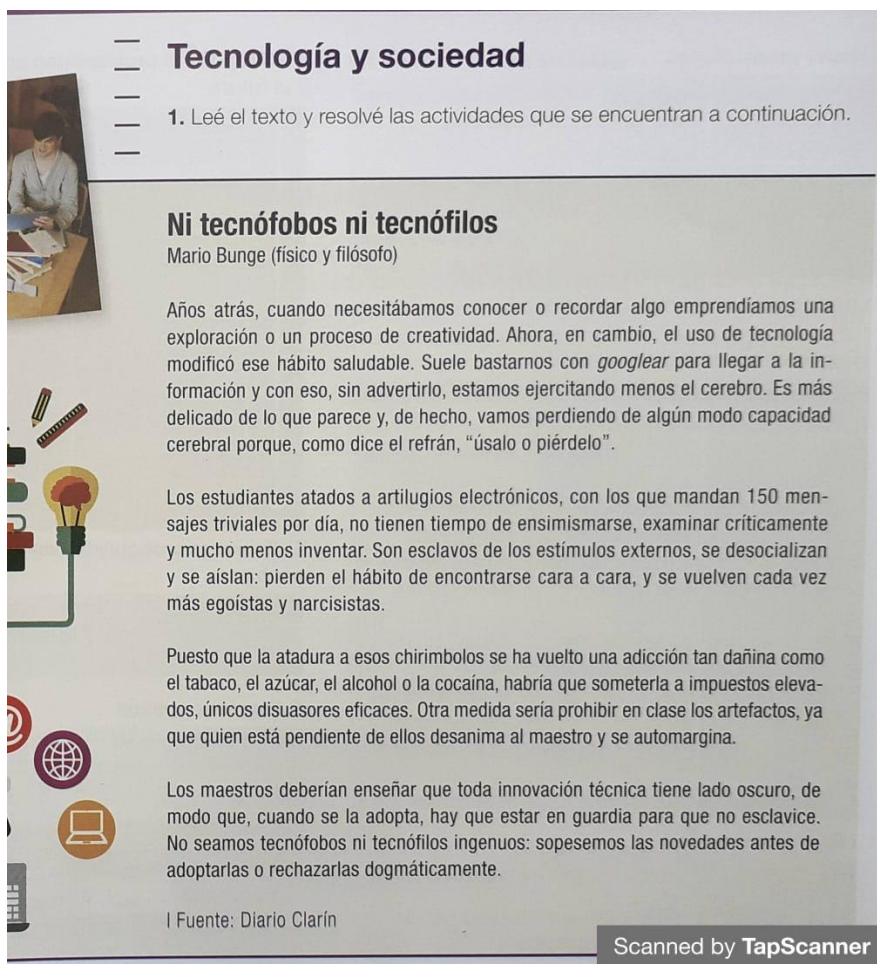 Tecnología y sociedad
1. Leé el texto y resolvé las actividades que se encuentran a continuación.
Ni tecnófobos ni tecnófilos
Mario Bunge (físico y filósofo)
Años atrás, cuando necesitábamos conocer o recordar algo emprendíamos una
exploración o un proceso de creatividad. Ahora, en cambio, el uso de tecnología
modificó ese hábito saludable. Suele bastarnos con googlear para llegar a la in-
formación y con eso, sin advertirlo, estamos ejercitando menos el cerebro. Es más
delicado de lo que parece y, de hecho, vamos perdiendo de algún modo capacidad
cerebral porque, como dice el refrán, “úsalo o piérdelo”.
Los estudiantes atados a artilugios electrónicos, con los que mandan 150 men-
sajes triviales por día, no tienen tiempo de ensimismarse, examinar críticamente
y mucho menos inventar. Son esclavos de los estímulos externos, se desocializan
y se aíslan: pierden el hábito de encontrarse cara a cara, y se vuelven cada vez
más egoístas y narcisistas.
Puesto que la atadura a esos chirimbolos se ha vuelto una adicción tan dañina como
el tabaco, el azúcar, el alcohol o la cocaína, habría que someterla a impuestos eleva-
dos, únicos disuasores eficaces. Otra medida sería prohibir en clase los artefactos, ya
que quien está pendiente de ellos desanima al maestro y se automargina.
Los maestros deberían enseñar que toda innovación técnica tiene lado oscuro, de
modo que, cuando se la adopta, hay que estar en guardia para que no esclavice.
No seamos tecnófobos ni tecnófilos ingenuos: sopesemos las novedades antes de
adoptarlas o rechazarlas dogmáticamente.
| Fuente: Diario Clarín
Scanned by TapScanner